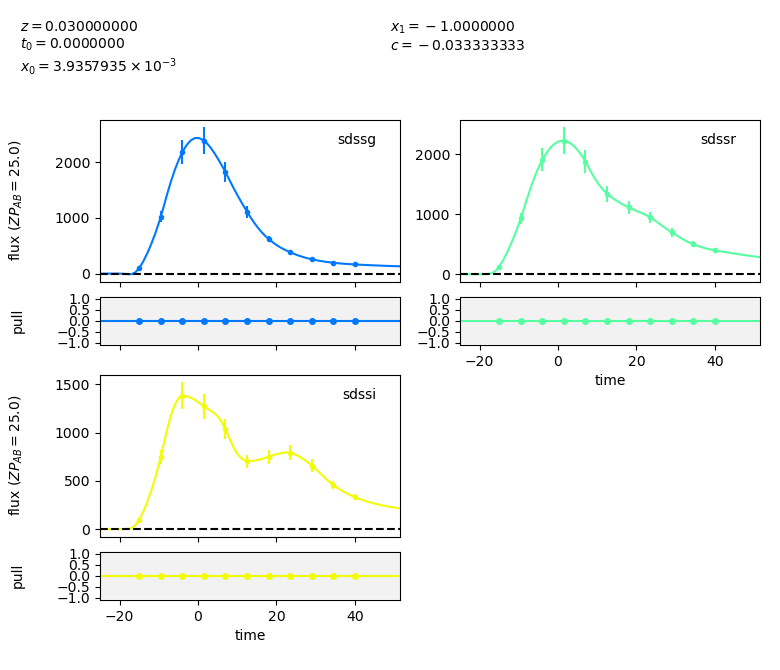 z = 0.030000000
t₀ = 0.0000000
x₀ = 3.9357935 × 10⁻³
x₁ = −1.0000000
c = −0.033333333
flux (ZP_AB = 25.0)
2000
1000
0
sdssg
2000
1000
0
sdssr
pull
1.0
0.5
0.0
−0.5
−1.0
1.0
0.5
0.0
−0.5
−1.0
−20 0 20 40
time
flux (ZP_AB = 25.0)
1500
1000
500
0
sdssi
pull
1.0
0.5
0.0
−0.5
−1.0
−20 0 20 40
time